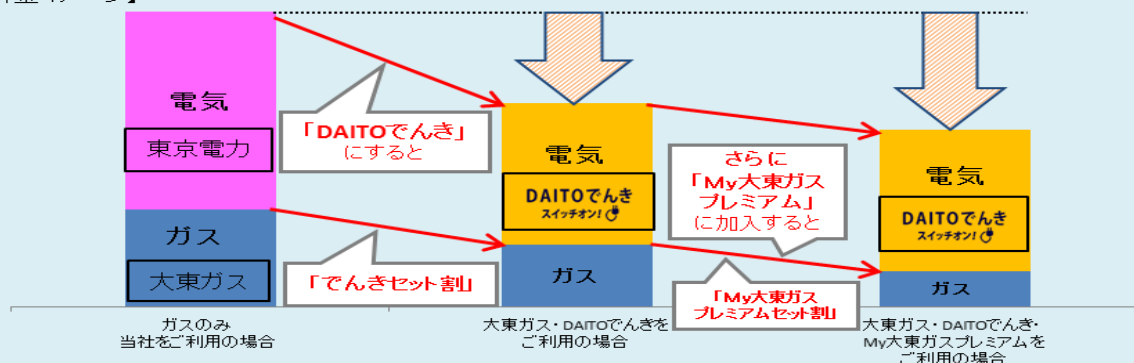 電気
東京電力
ガス
大東ガス
「DAITOでんき」
にすると
「でんきセット割」
電気
DAITOでんき
スイッチオン!
ガス
さらに
「My大東ガス
プレミアム」
に加入すると
「My大東ガス
プレミアムセット割」
電気
DAITOでんき
スイッチオン!
ガス
ガスのみ
当社をご利用の場合
大東ガス・DAITOでんきを
ご利用の場合
大東ガス・DAITOでんき・
My大東ガスプレミアムを
ご利用の場合